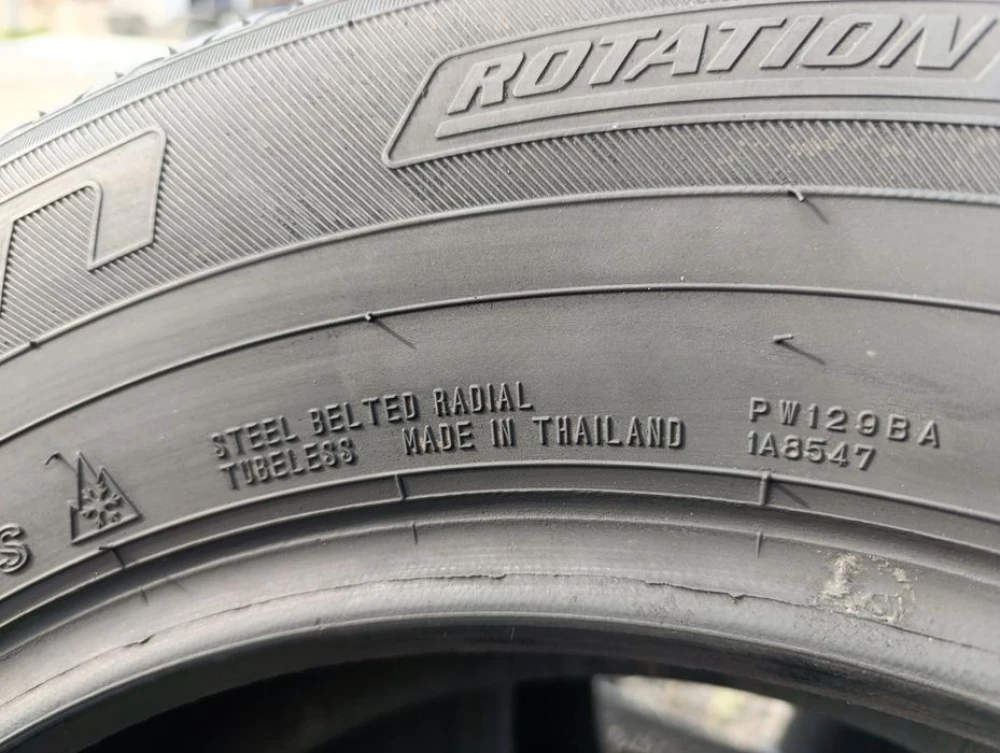 ROTATION
STEEL BELTED RADIAL
TUBELESS MADE IN THAILAND
PW129BA
1A8547
S